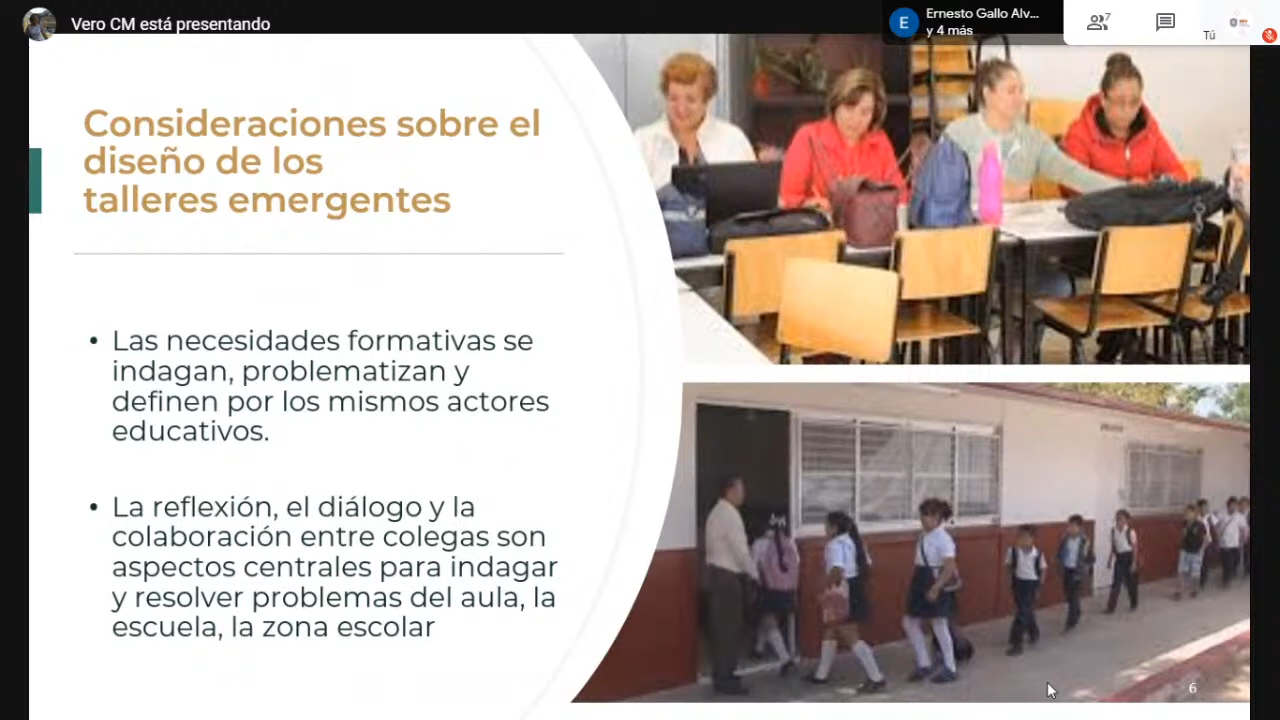 Vero CM está presentando
Ernesto Gallo Alv...
y 4 más
E
7
Tú
Consideraciones sobre el
diseño de los
talleres emergentes
• Las necesidades formativas se
indagan, problematizan y
definen por los mismos actores
educativos.
• La reflexión, el diálogo y la
colaboración entre colegas son
aspectos centrales para indagar
y resolver problemas del aula, la
escuela, la zona escolar
6